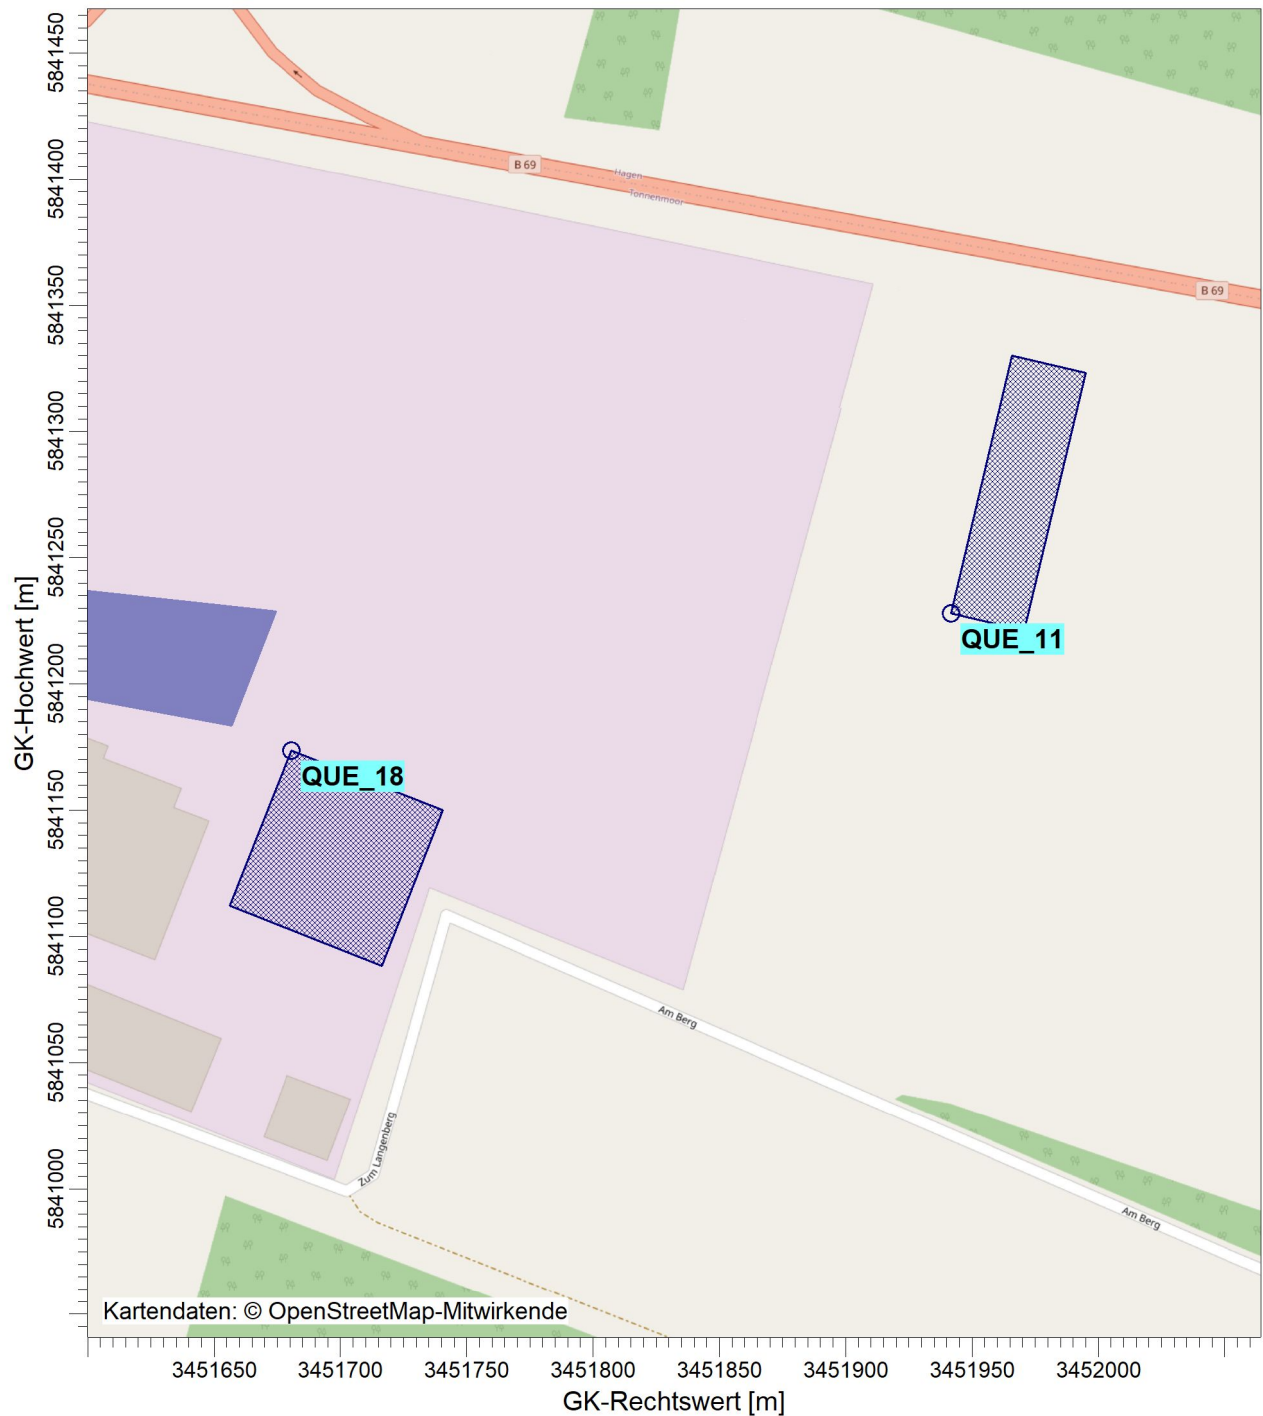 B 69
Hagen
Tonnenmoor
B 69
QUE_11
QUE_18
Am Berg
Zum Langenberg
Am Berg
Kartendaten: © OpenStreetMap-Mitwirkende
5841450
5841400
5841350
5841300
5841250
5841200
5841150
5841100
5841050
5841000
GK-Hochwert [m]
3451650 3451700 3451750 3451800 3451850 3451900 3451950 3452000
GK-Rechtswert [m]